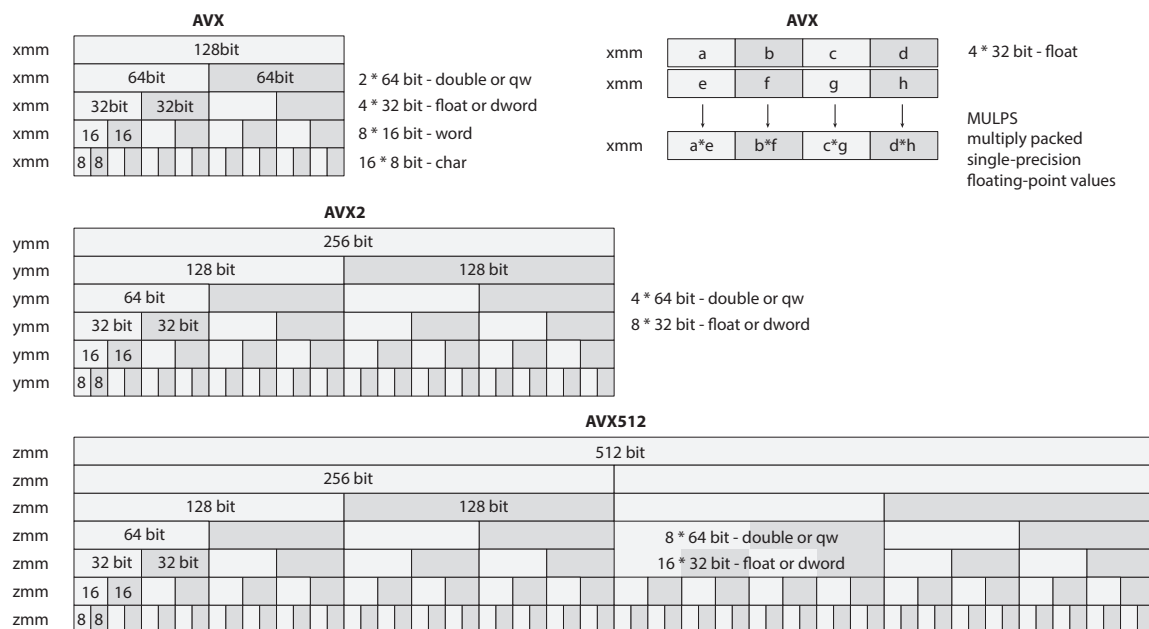 AVX
xmm 128bit
xmm 64bit 64bit 2 * 64 bit - double or qw
xmm 32bit 32bit 4 * 32 bit - float or dword
xmm 16 16 8 * 16 bit - word
xmm 8 8 16 * 8 bit - char
AVX
xmm a b c d 4 * 32 bit - float
xmm e f g h
xmm a*e b*f c*g d*h
MULPS
multiply packed
single-precision
floating-point values
AVX2
ymm 256 bit
ymm 128 bit 128 bit
ymm 64 bit 4 * 64 bit - double or qw
ymm 32 bit 32 bit 8 * 32 bit - float or dword
ymm 16 16
ymm 8 8
AVX512
zmm 512 bit
zmm 256 bit
zmm 128 bit 128 bit
zmm 64 bit 8 * 64 bit - double or qw
zmm 32 bit 32 bit 16 * 32 bit - float or dword
zmm 16 16
zmm 8 8